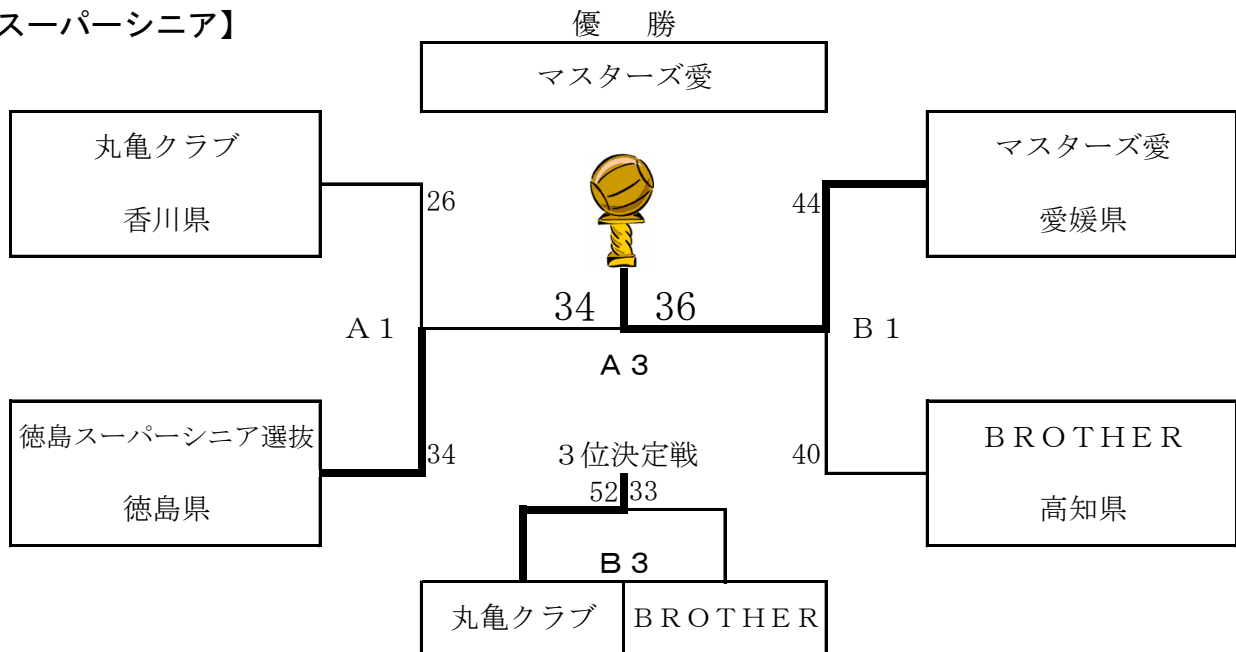 スーパーシニア】
優　勝
マスターズ愛
丸亀クラブ
香川県
マスターズ愛
愛媛県
26
44
34 36
Ａ１
Ｂ１
Ａ３
徳島スーパーシニア選抜
徳島県
ＢＲＯＴＨＥＲ
高知県
34
３位決定戦
40
52 33
Ｂ３
丸亀クラブ
ＢＲＯＴＨＥＲ